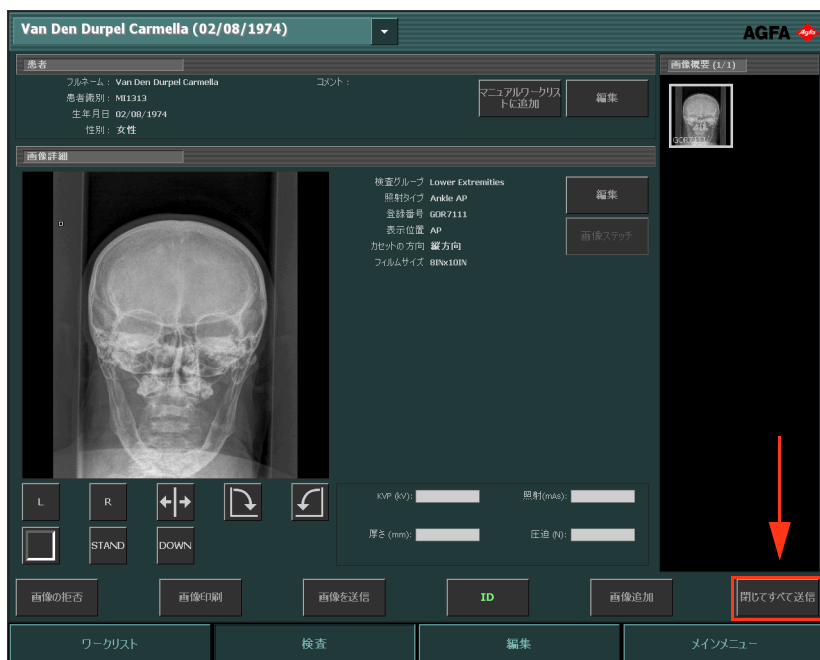 Van Den Durpel Carmella (02/08/1974)
AGFA
Agfa
患者
フルネーム : Van Den Durpel Carmella
コメント :
患者識別 : MI1313
生年月日 02/08/1974
性別 : 女性
マニュアルワークリストに追加
編集
画像概要 (1/1)
GOR7111/
画像詳細
検査グループ Lower Extremities
照射タイプ Ankle AP
登録番号 GOR7111
表示位置 AP
カセットの方向 縦方向
フィルムサイズ 8INx10IN
編集
画像ステッチ
L
R
STAND
DOWN
KVP (kV):
照射(mAs):
厚さ (mm):
圧迫 (N):
画像の拒否
画像印刷
画像を送信
ID
画像追加
閉じてすべて送信
ワークリスト
検査
編集
メインメニュー